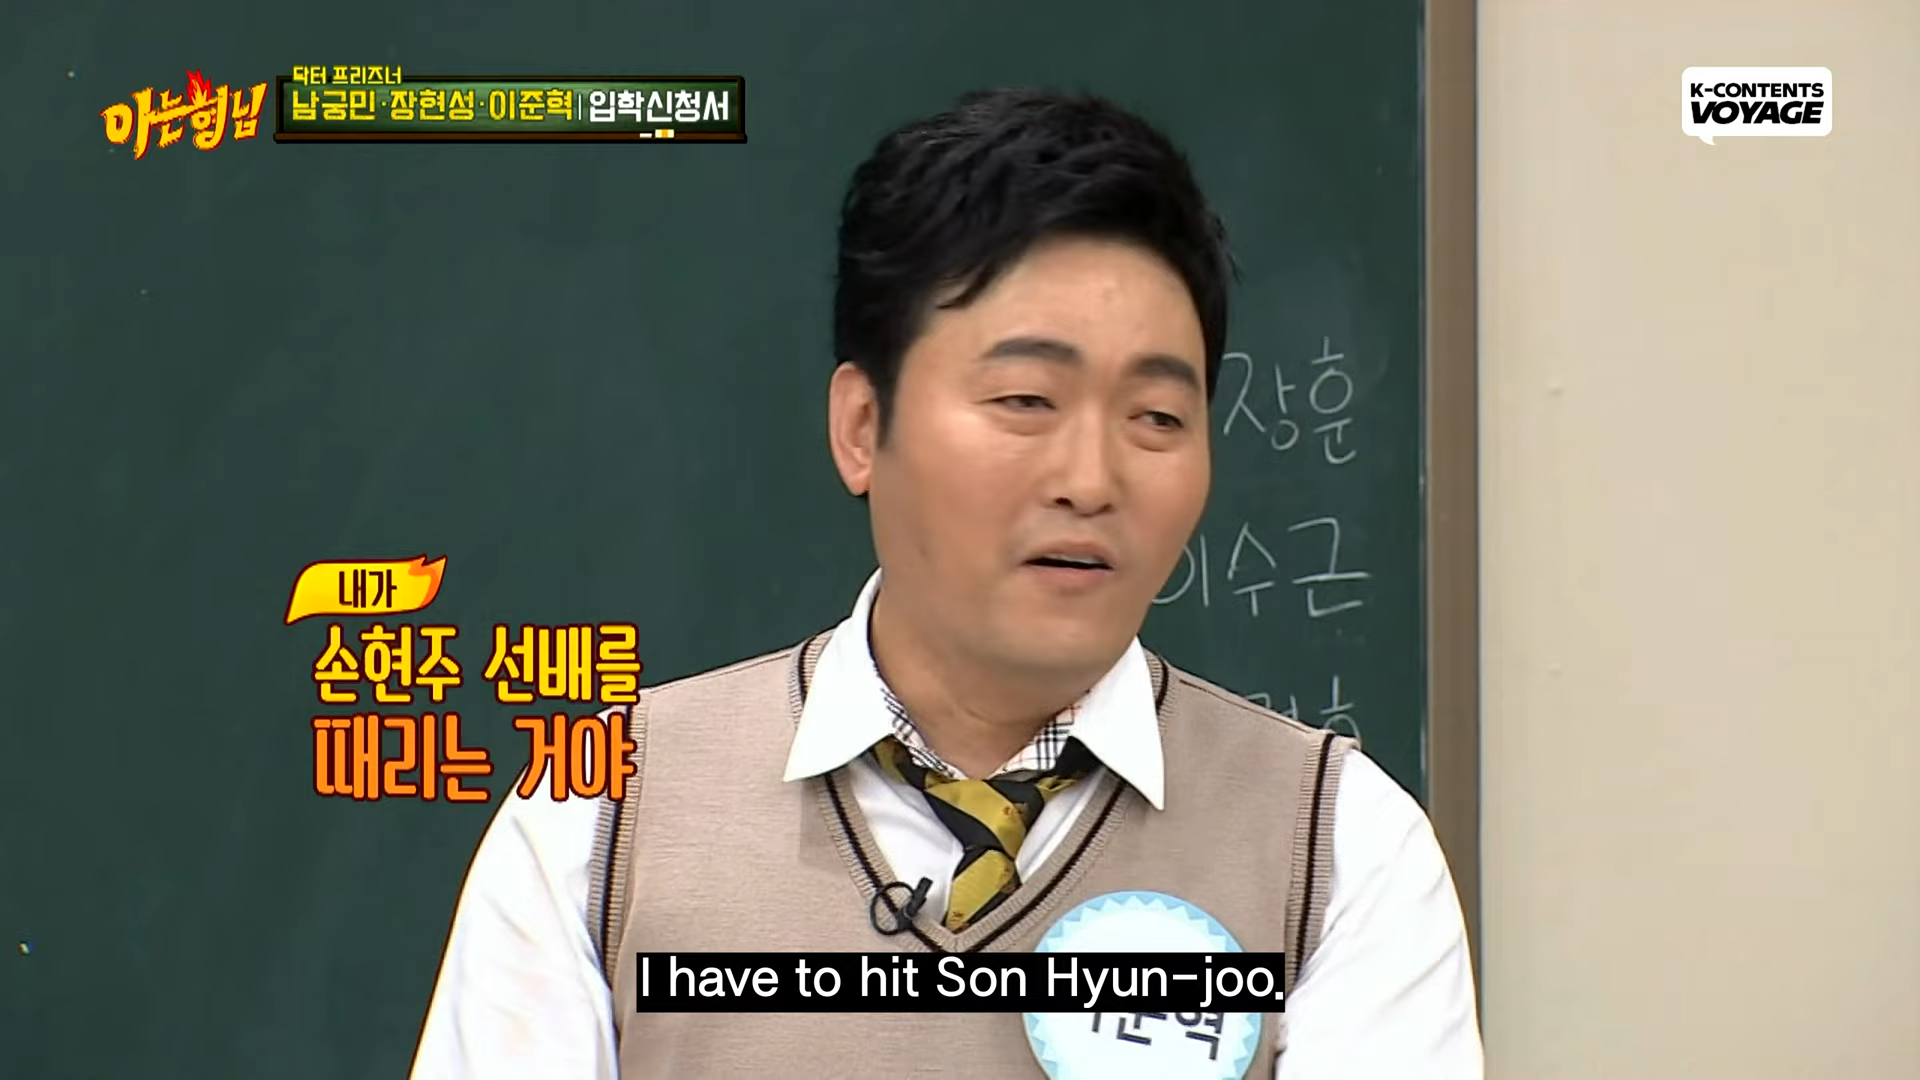 아는형님
닥터 프리즈너
남궁민·장현성·이준혁 | 입학신청서
K-CONTENTS
VOYAGE
장훈
이수근
내가
손현주 선배를
때리는 거야
I have to hit Son Hyun-joo.
준혁